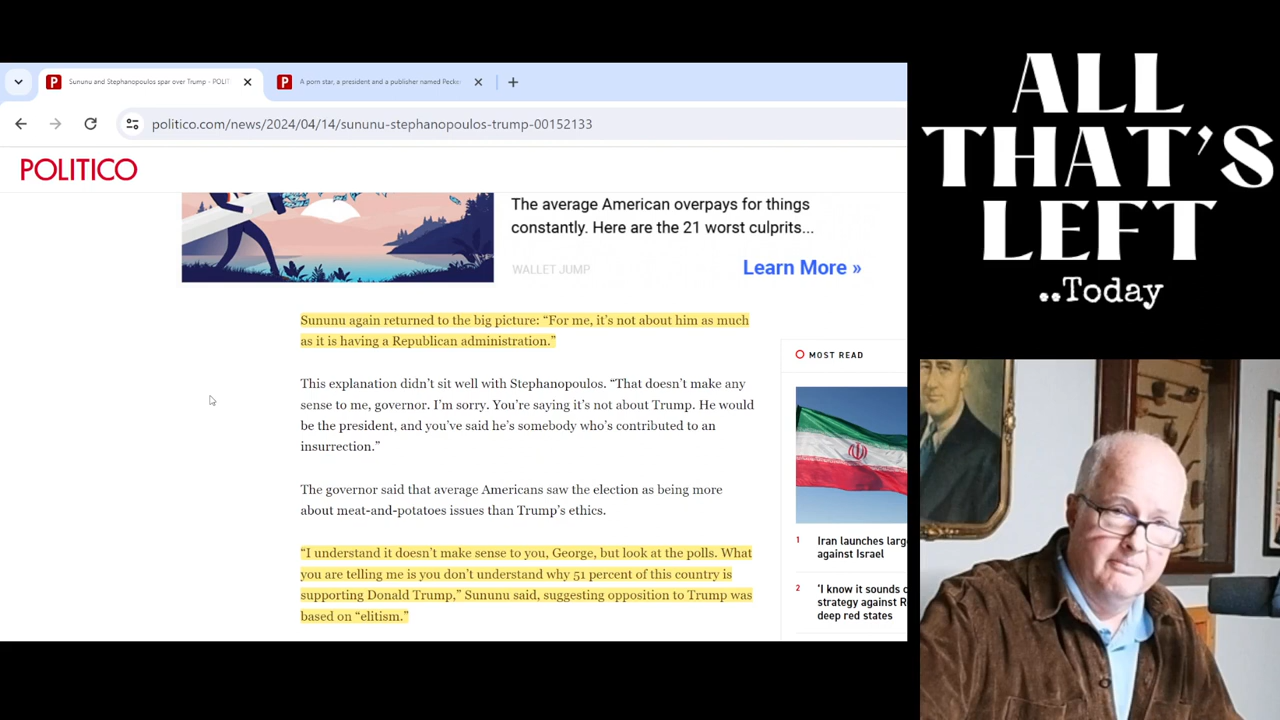 Sununu and Stephanopoulos spar over Trump - POLIT
A porn star, a president and a publisher named Pecke
politico.com/news/2024/04/14/sununu-stephanopoulos-trump-00152133
POLITICO
The average American overpays for things
constantly. Here are the 21 worst culprits...
WALLET JUMP
Learn More »
Sununu again returned to the big picture: “For me, it’s not about him as much
as it is having a Republican administration.”
This explanation didn’t sit well with Stephanopoulos. “That doesn’t make any
sense to me, governor. I’m sorry. You’re saying it’s not about Trump. He would
be the president, and you’ve said he’s somebody who’s contributed to an
insurrection.”
The governor said that average Americans saw the election as being more
about meat-and-potatoes issues than Trump’s ethics.
“I understand it doesn’t make sense to you, George, but look at the polls. What
you are telling me is you don’t understand why 51 percent of this country is
supporting Donald Trump,” Sununu said, suggesting opposition to Trump was
based on “elitism.”
MOST READ
1 Iran launches larg
against Israel
2 'I know it sounds c
strategy against R
deep red states
ALL
THAT'S
LEFT
..Today